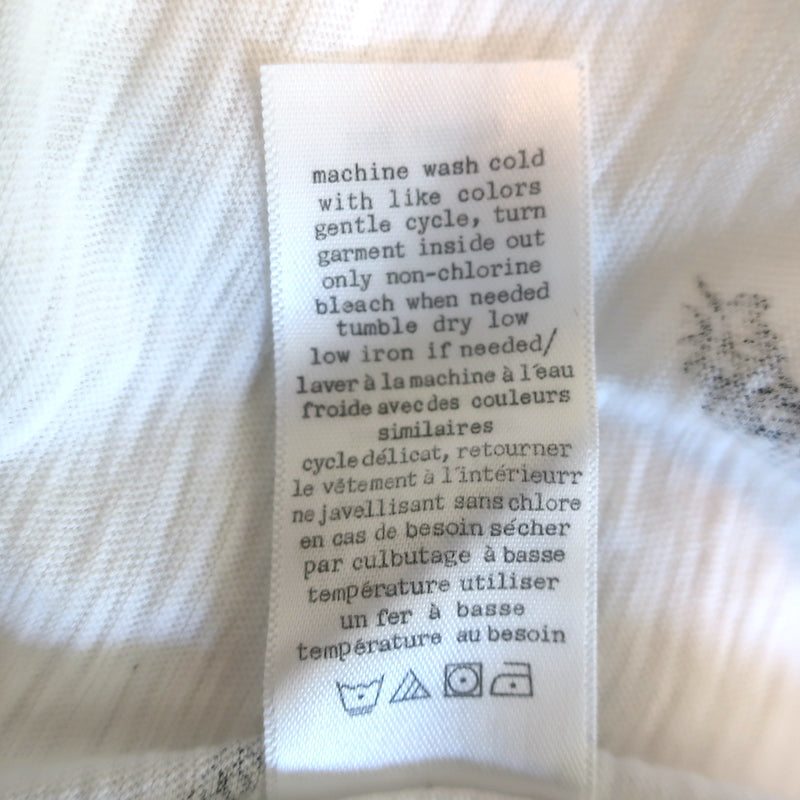 machine wash cold
with like colors
gentle cycle, turn
garment inside out
only non-chlorine
bleach when needed
tumble dry low
low iron if needed/
laver à la machine à l'eau
froide avec des couleurs
similaires
cycle délicat, retourner
le vêtement à l'intérieurr
ne javellisant sans chlore
en cas de besoin sécher
par culbutage à basse
température utiliser
un fer à basse
température au besoin